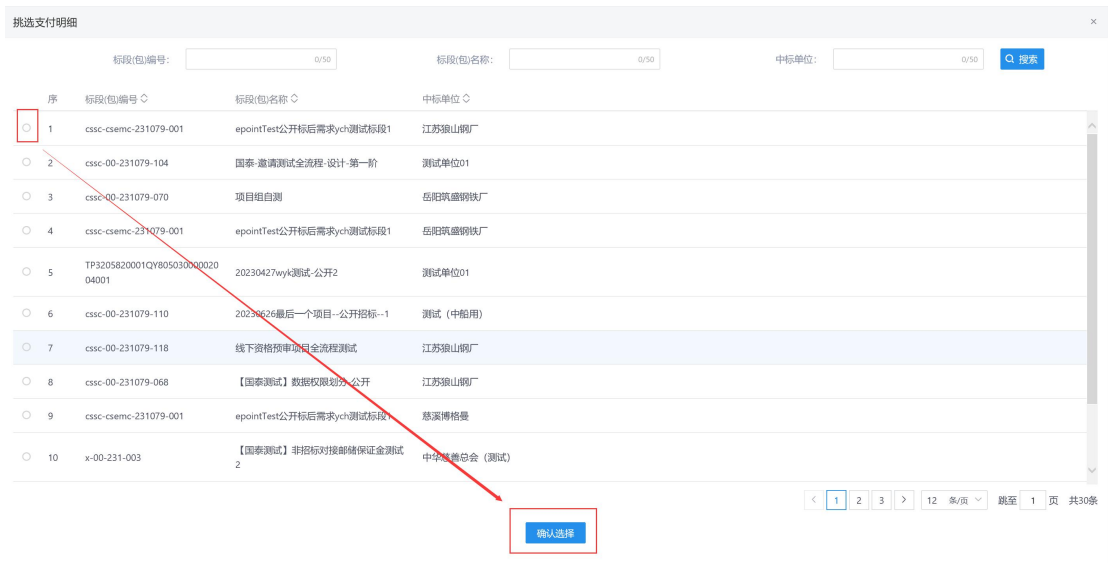 挑选支付明细 ×
标段(包)编号： 0/50 标段(包)名称： 0/50 中标单位： 0/50 搜索
序 标段(包)编号 标段(包)名称 中标单位
1 cssc-csemc-231079-001 epointTest公开标后需求ych测试标段1 江苏狼山钢厂
2 cssc-00-231079-104 国泰-邀请测试全流程-设计-第一阶 测试单位01
3 cssc-00-231079-070 项目组自测 岳阳筑盛钢铁厂
4 cssc-csemc-231079-001 epointTest公开标后需求ych测试标段1 岳阳筑盛钢铁厂
TP3205820001QY805030000020
04001
5 20230427wyk测试-公开2 测试单位01
6 cssc-00-231079-110 20230626最后一个项目--公开招标--1 测试（中船用）
7 cssc-00-231079-118 线下资格预审项目全流程测试 江苏狼山钢厂
8 cssc-00-231079-068 【国泰测试】数据权限划分-公开 江苏狼山钢厂
9 cssc-csemc-231079-001 epointTest公开标后需求ych测试标段1 慈溪博格曼
10 x-00-231-003 【国泰测试】非招标对接邮储保证金测试
2 中华慈善总会（测试）
< 1 2 3 > 12 条/页 跳至 1 页 共30条
确认选择